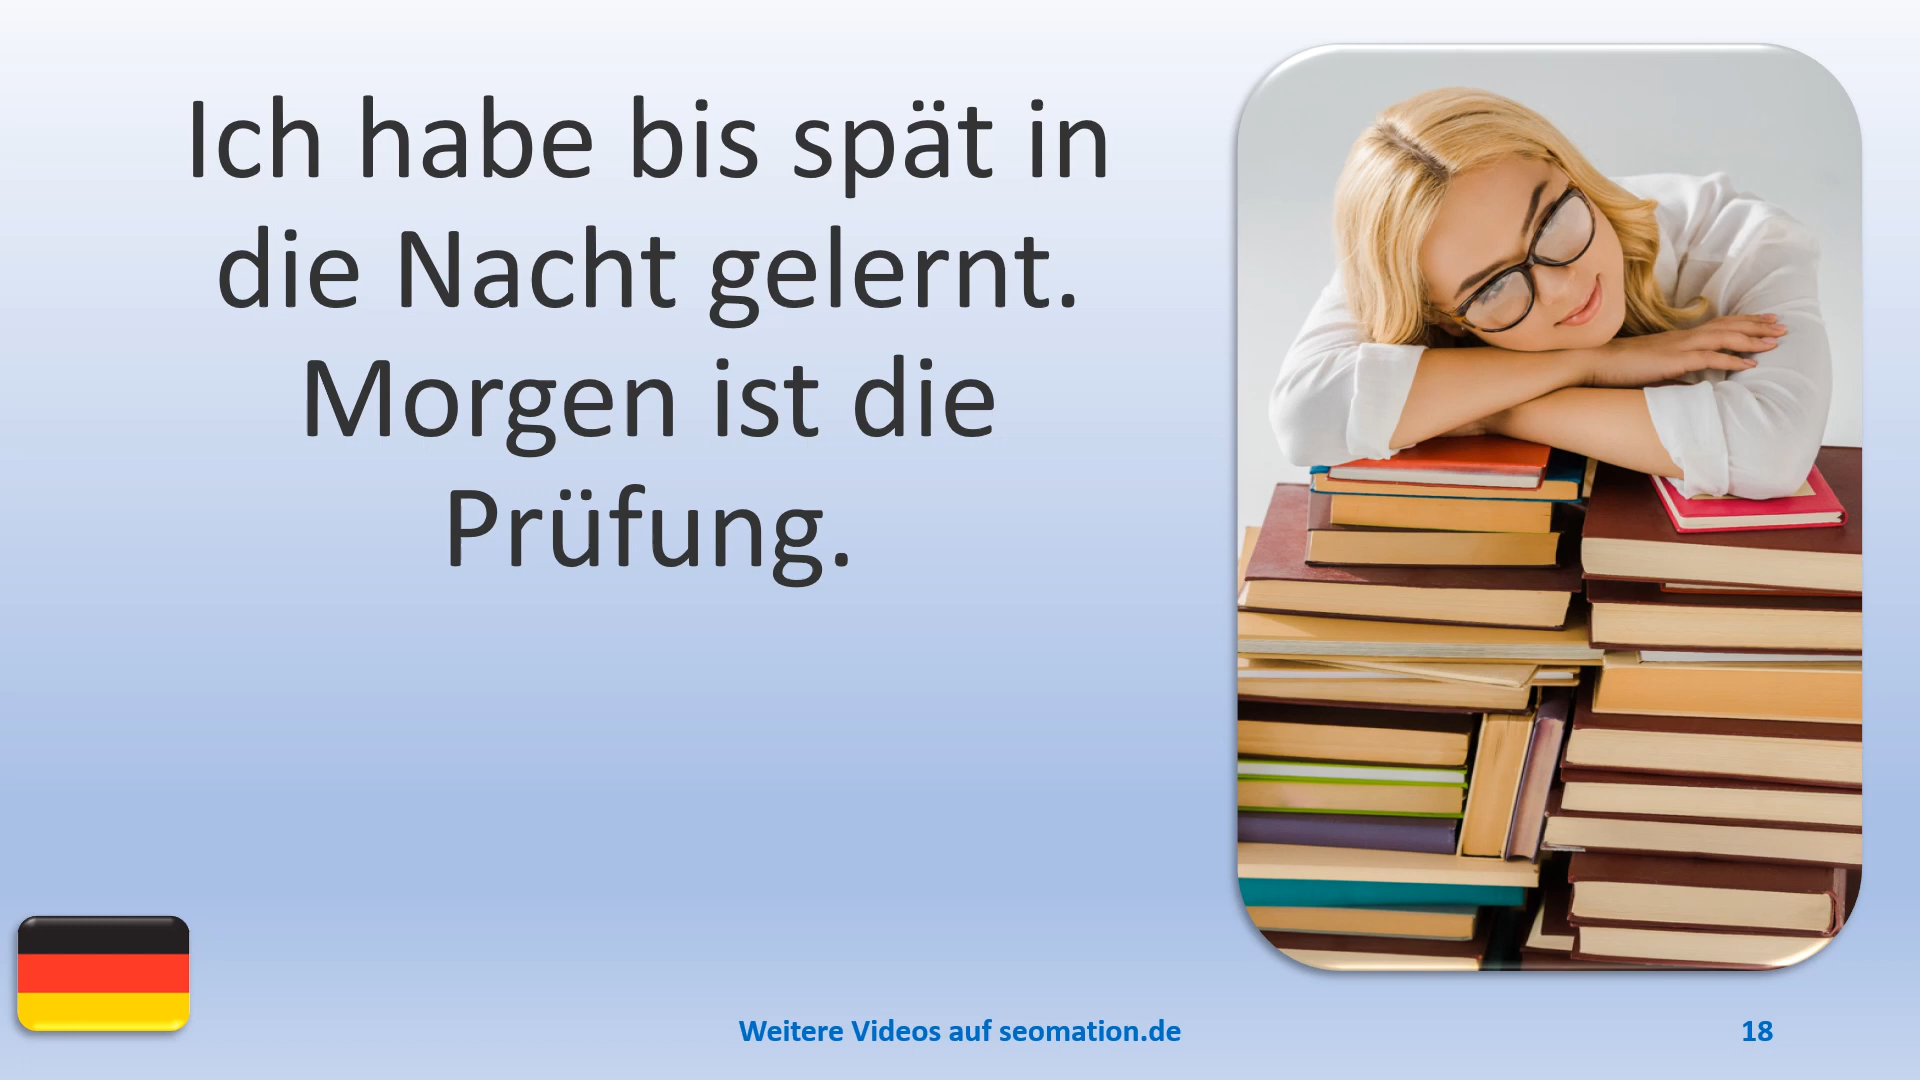 Ich habe bis spät in
die Nacht gelernt.
Morgen ist die
Prüfung.
Weitere Videos auf seomation.de
18